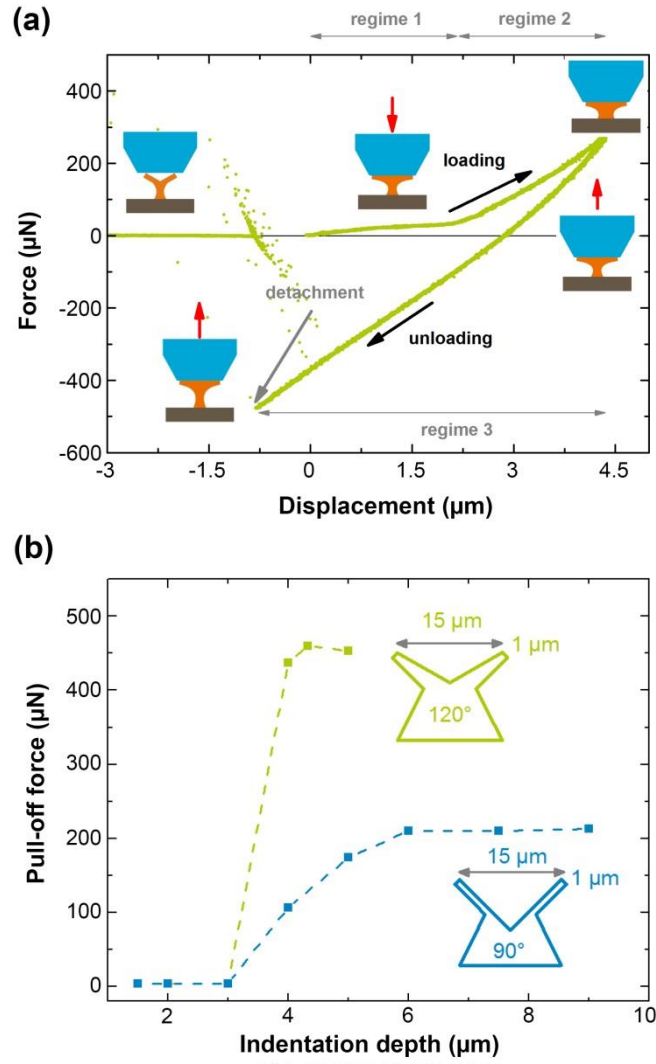 (a)
regime 1
regime 2
400
200
0
-200
-400
-600
Force (µN)
loading
detachment
unloading
regime 3
-3
-1.5
0
1.5
3
4.5
Displacement (µm)
(b)
500
400
300
200
100
0
Pull-off force (µN)
15 µm
1 µm
120°
15 µm
1 µm
90°
2
4
6
8
10
Indentation depth (µm)